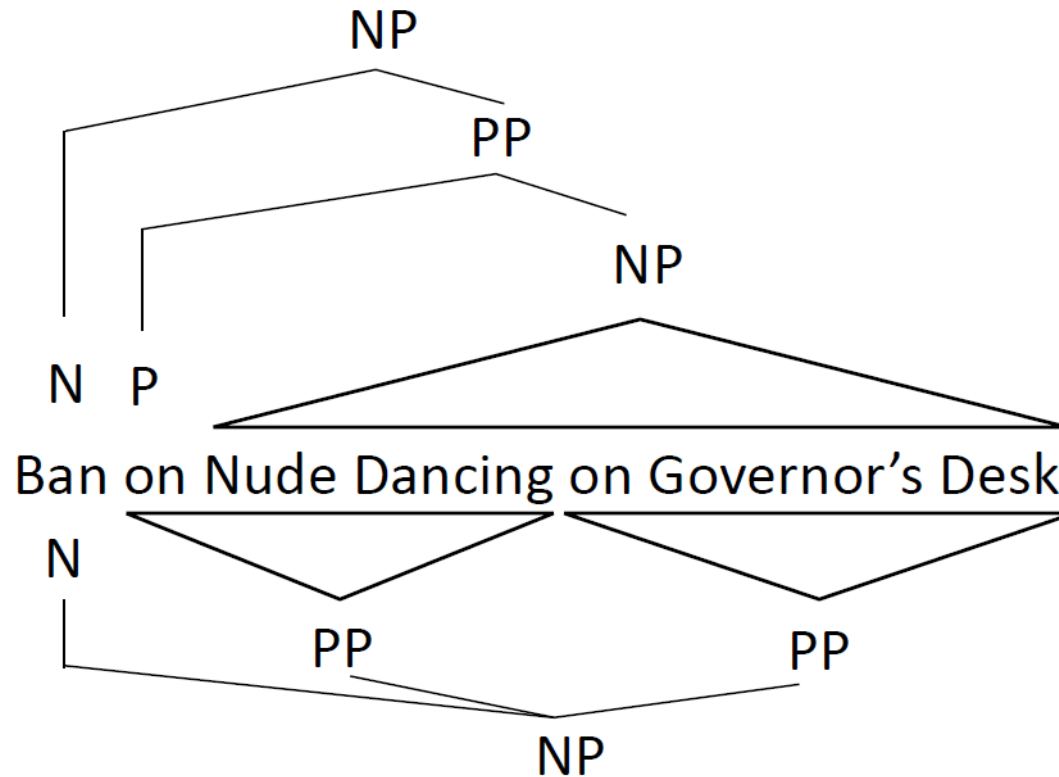 NP
PP
NP
N P
Ban on Nude Dancing on Governor’s Desk
N
PP PP
NP